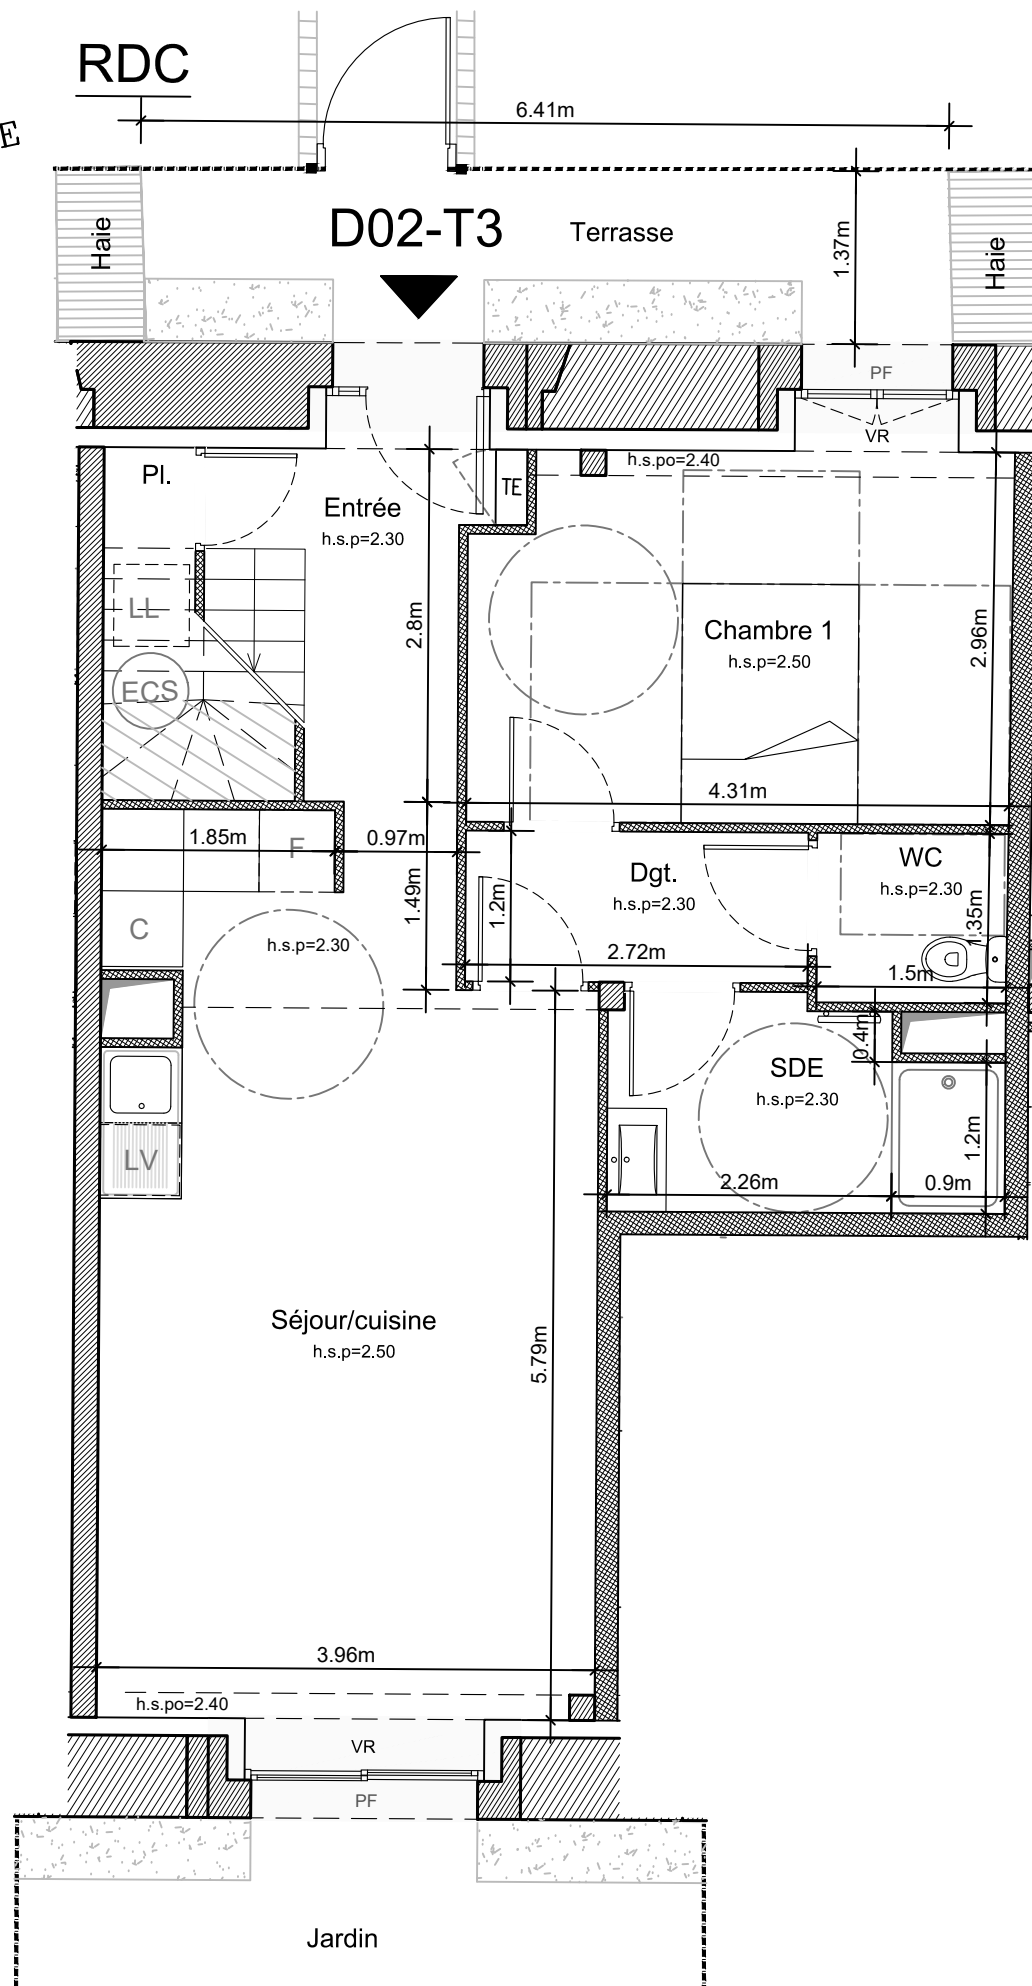 RDC
E
6.41m
D02-T3
Terrasse
Haie
1.37m
Haie
PF
VR
Pl.
h.s.po=2.40
TE
Entrée
h.s.p=2.30
LL
2.8m
Chambre 1
h.s.p=2.50
2.96m
ECS
4.31m
1.85m
F
0.97m
WC
h.s.p=2.30
Dgt.
h.s.p=2.30
1.49m
1.2m
1.35m
C
h.s.p=2.30
2.72m
1.5m
0.4m
SDE
h.s.p=2.30
LV
1.2m
2.26m
0.9m
Séjour/cuisine
h.s.p=2.50
5.79m
3.96m
h.s.po=2.40
VR
PF
Jardin